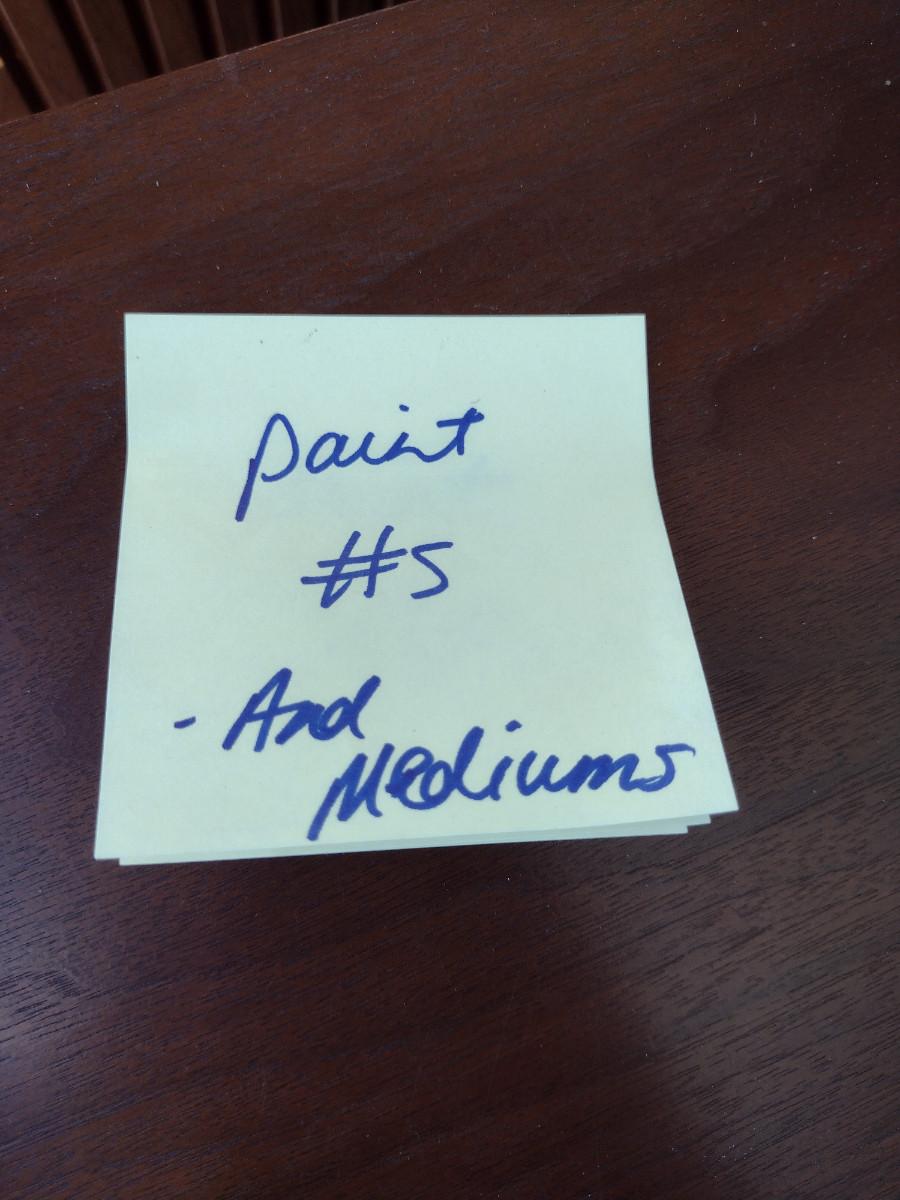 paint
#5
- And
Mediums